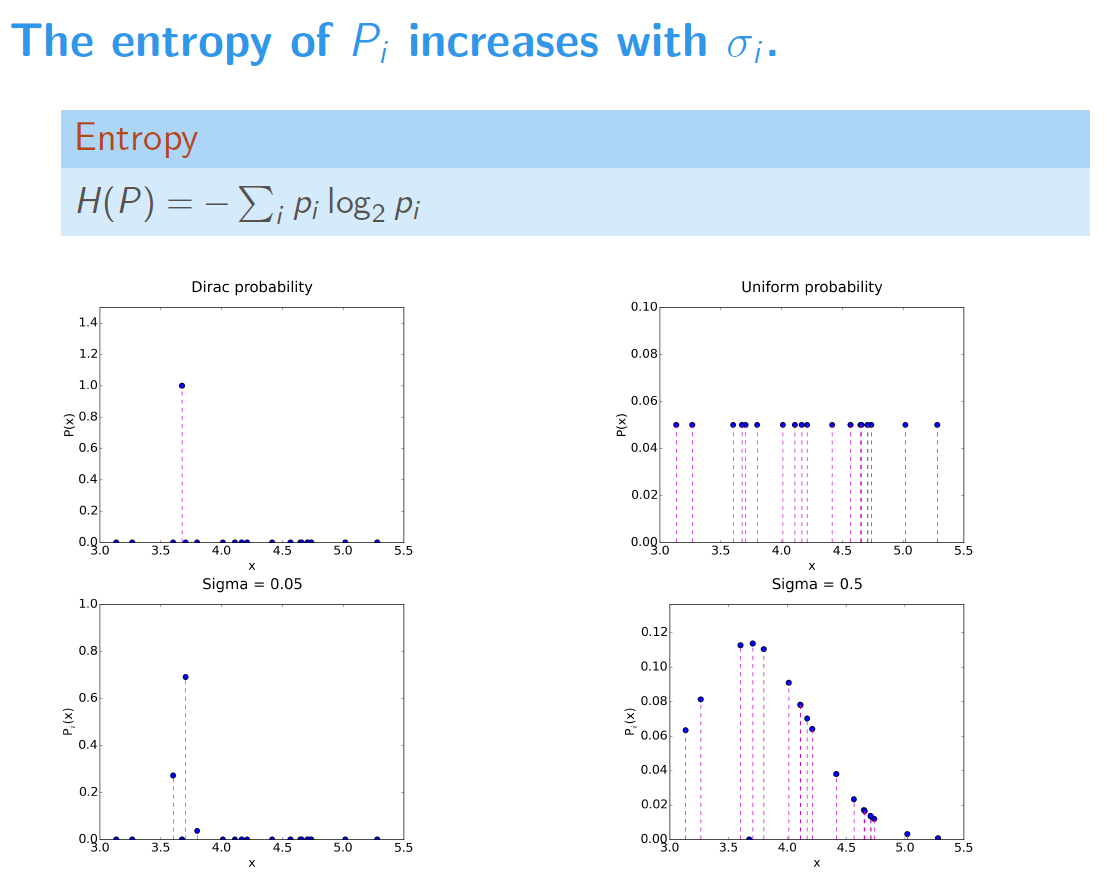 The entropy of P_i increases with σ_i.
Entropy
H(P) = − ∑_i p_i log_2 p_i
Dirac probability
1.4
1.2
1.0
0.8
0.6
0.4
0.2
0.0
P(x)
3.0 3.5 4.0 4.5 5.0 5.5
x
Uniform probability
0.10
0.08
0.06
0.04
0.02
0.00
P(x)
3.0 3.5 4.0 4.5 5.0 5.5
x
Sigma = 0.05
1.0
0.8
0.6
0.4
0.2
0.0
P_i(x)
3.0 3.5 4.0 4.5 5.0 5.5
x
Sigma = 0.5
0.12
0.10
0.08
0.06
0.04
0.02
0.00
P_i(x)
3.0 3.5 4.0 4.5 5.0 5.5
x